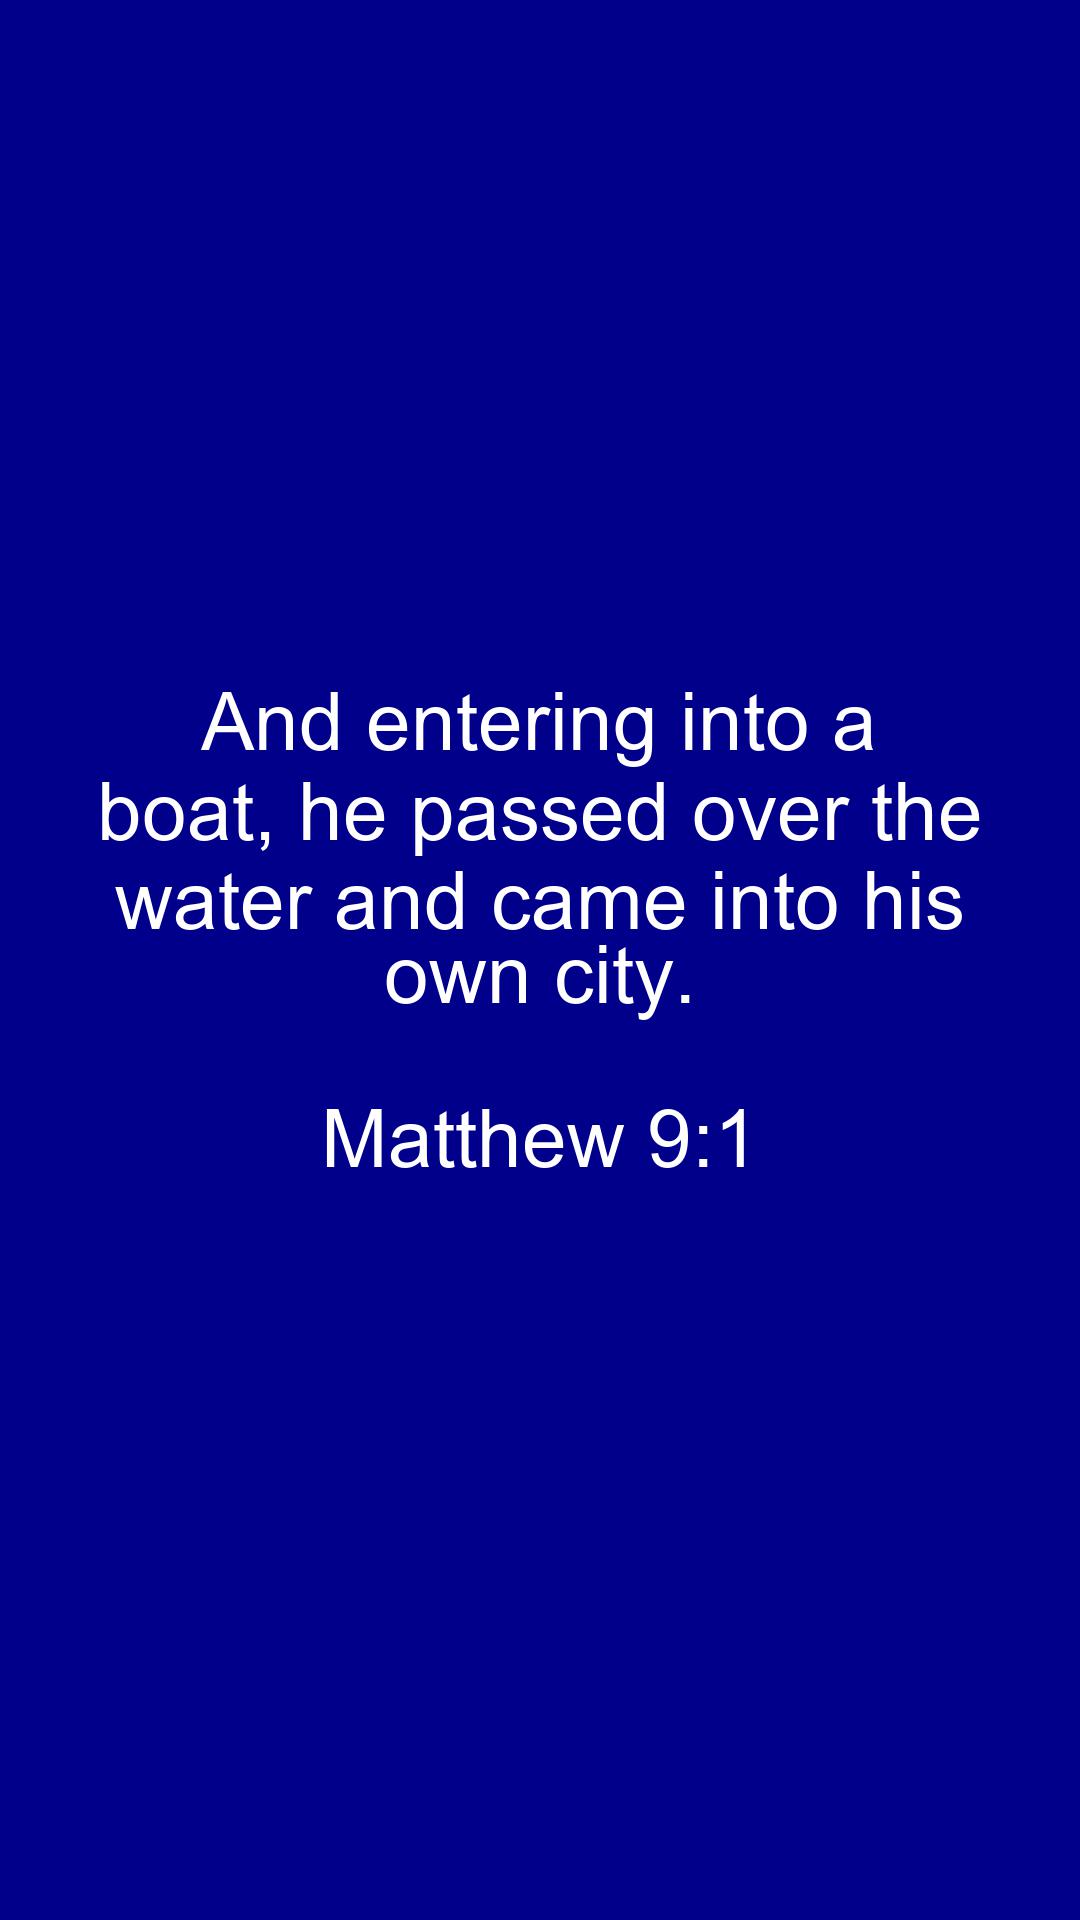 And entering into a
boat, he passed over the
water and came into his
own city.
Matthew 9:1